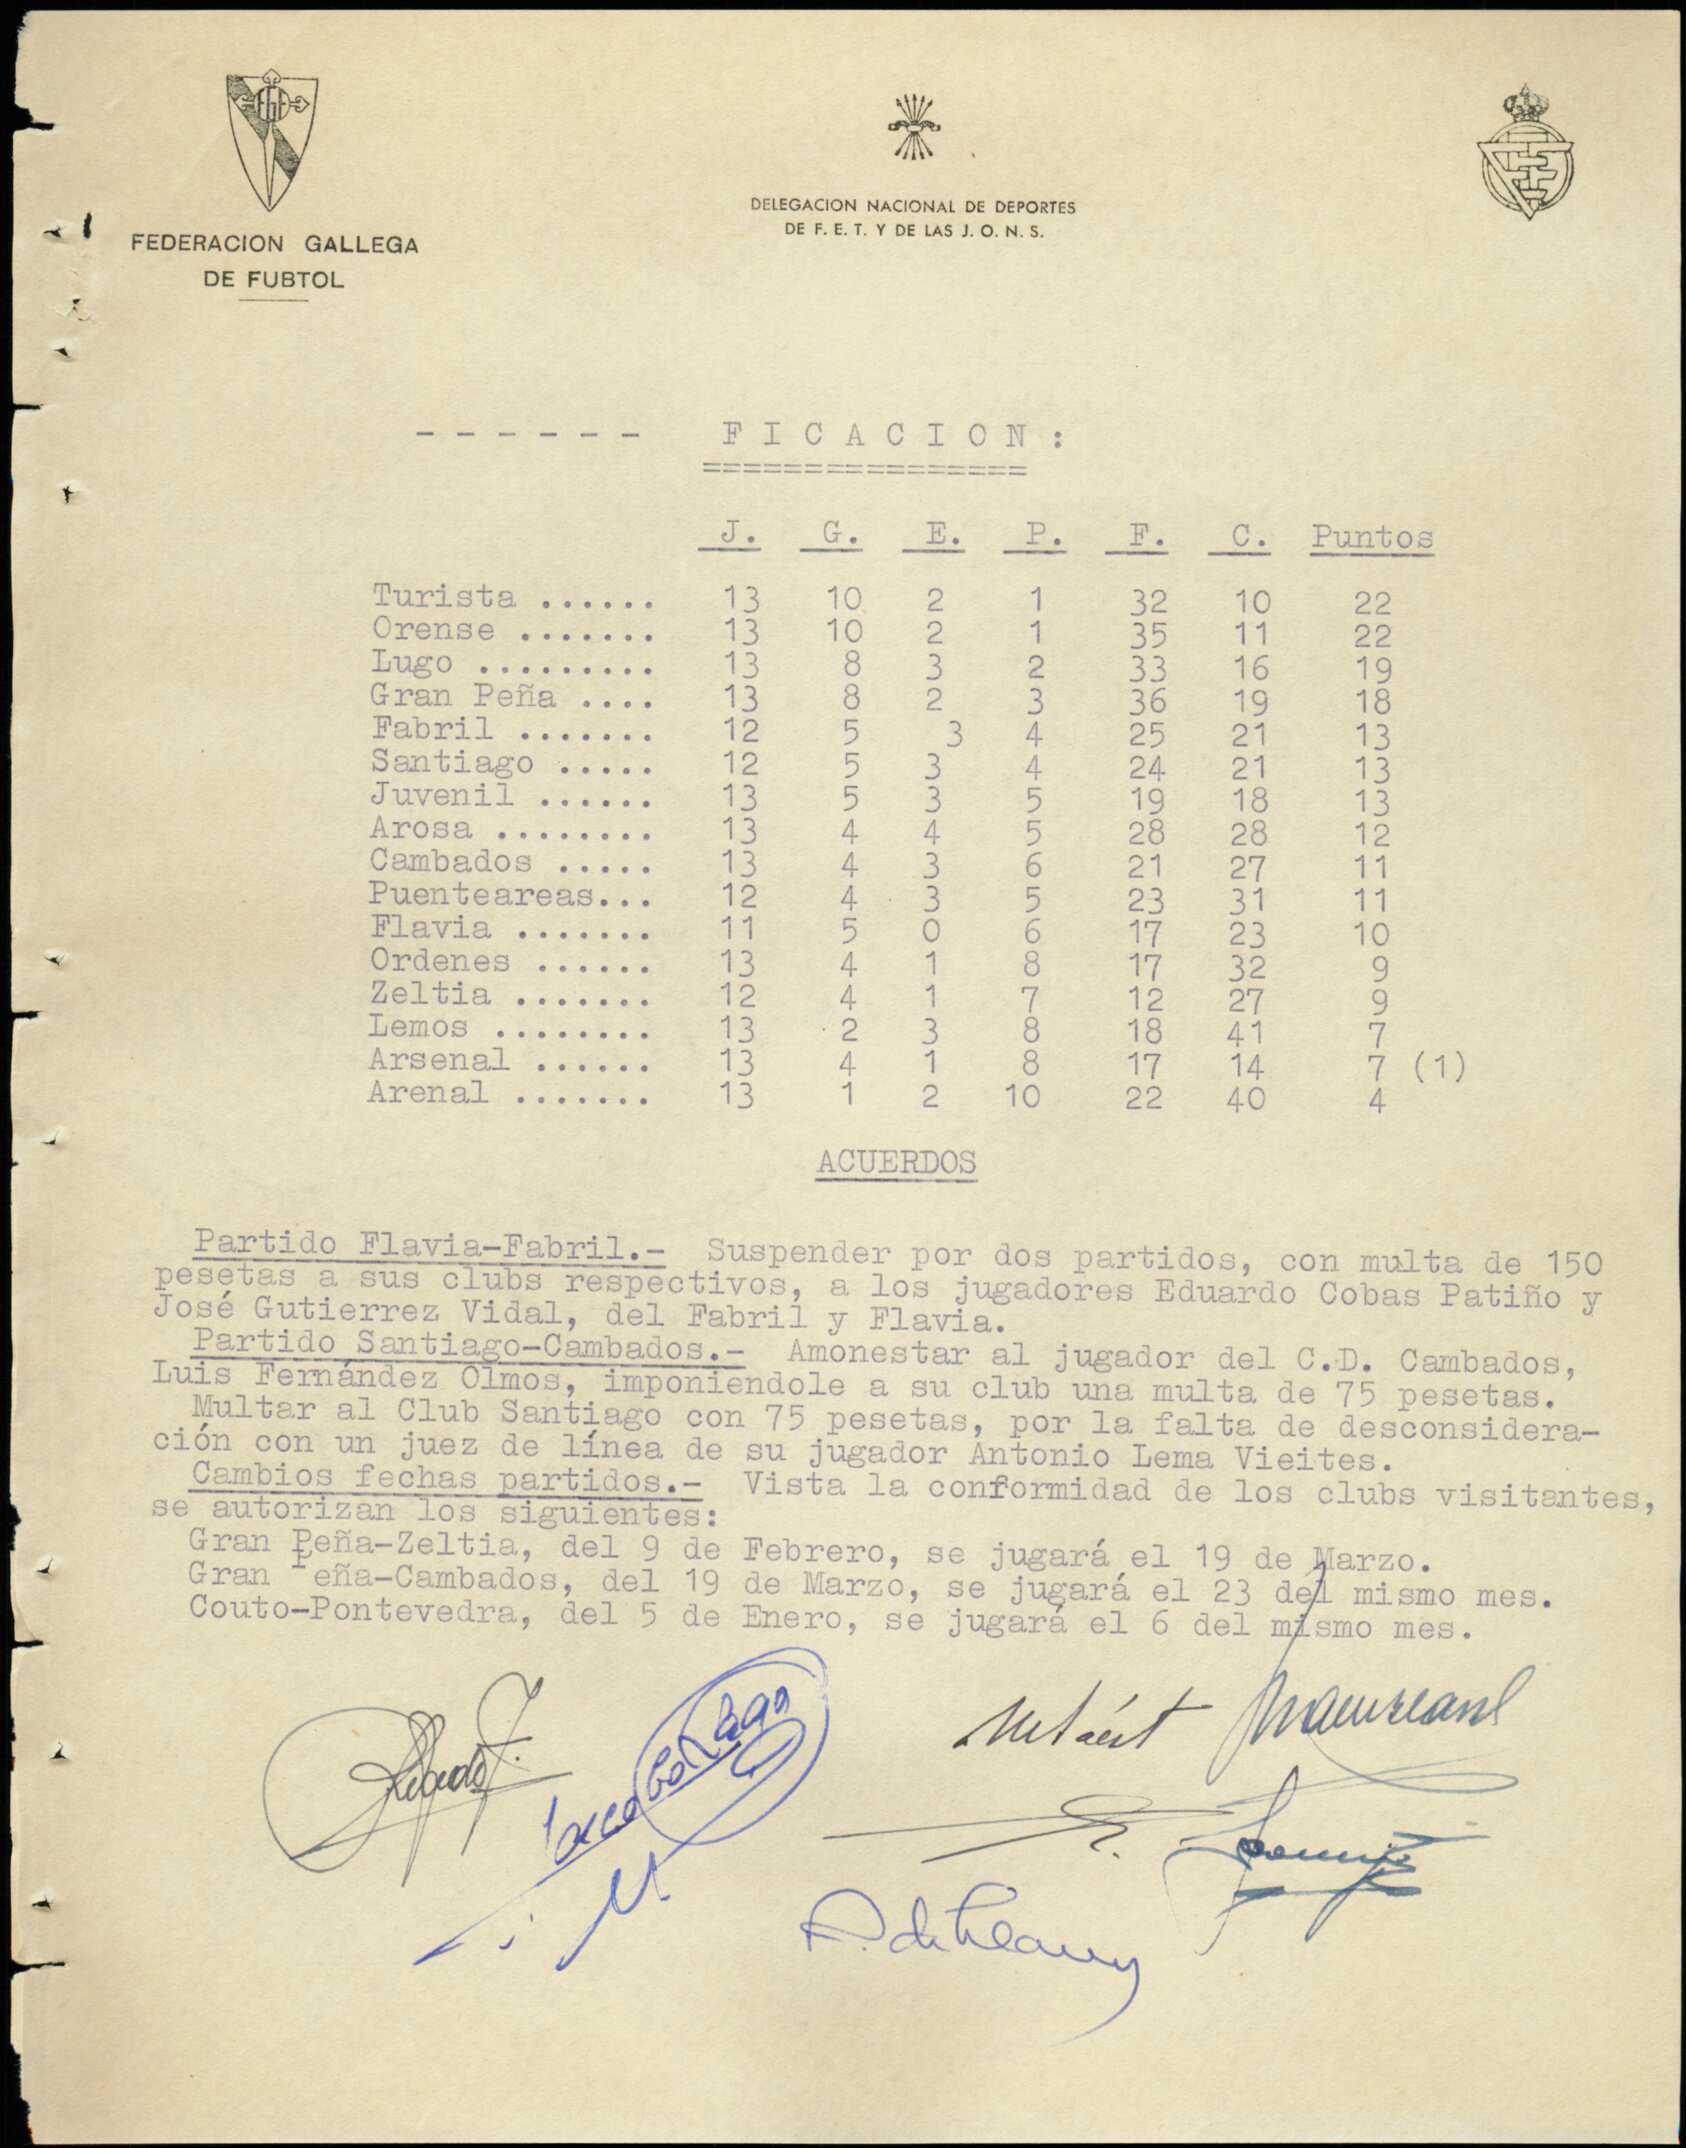 FEDERACION GALLEGA
DE FUBTOL
DELEGACION NACIONAL DE DEPORTES
DE F. E. T. Y DE LAS J. O. N. S.
- - - - - - F I C A C I O N :
================
J. G. E. P. F. C. Puntos
Turista ...... 13 10 2 1 32 10 22
Orense ....... 13 10 2 1 35 11 22
Lugo ......... 13 8 3 2 33 16 19
Gran Peña .... 13 8 2 3 36 19 18
Fabril ....... 12 5 3 4 25 21 13
Santiago ..... 12 5 3 4 24 21 13
Juvenil ...... 13 5 3 5 19 18 13
Arosa ........ 13 4 4 5 28 28 12
Cambados ..... 13 4 3 6 21 27 11
Puenteareas... 12 4 3 5 23 31 11
Flavia ....... 11 5 0 6 17 23 10
Ordenes ...... 13 4 1 8 17 32 9
Zeltia ....... 12 4 1 7 12 27 9
Lemos ........ 13 2 3 8 18 41 7
Arsenal ...... 13 4 1 8 17 14 7 (1)
Arenal ....... 13 1 2 10 22 40 4
ACUERDOS
Partido Flavia-Fabril.- Suspender por dos partidos, con multa de 150
pesetas a sus clubs respectivos, a los jugadores Eduardo Cobas Patiño y
José Gutierrez Vidal, del Fabril y Flavia.
Partido Santiago-Cambados.- Amonestar al jugador del C.D. Cambados,
Luis Fernández Olmos, imponiendole a su club una multa de 75 pesetas.
Multar al Club Santiago con 75 pesetas, por la falta de desconsidera-
ción con un juez de línea de su jugador Antonio Lema Vieites.
Cambios fechas partidos.- Vista la conformidad de los clubs visitantes,
se autorizan los siguientes:
Gran Peña-Zeltia, del 9 de Febrero, se jugará el 19 de Marzo.
Gran Peña-Cambados, del 19 de Marzo, se jugará el 23 del mismo mes.
Couto-Pontevedra, del 5 de Enero, se jugará el 6 del mismo mes.